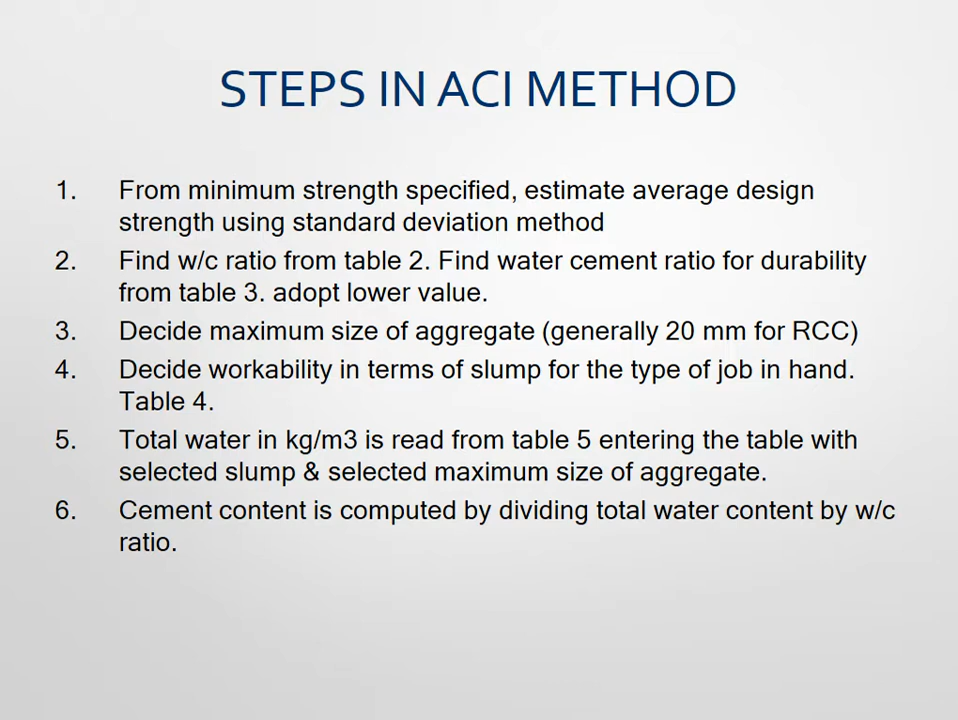 STEPS IN ACI METHOD
1. From minimum strength specified, estimate average design
strength using standard deviation method
2. Find w/c ratio from table 2. Find water cement ratio for durability
from table 3. adopt lower value.
3. Decide maximum size of aggregate (generally 20 mm for RCC)
4. Decide workability in terms of slump for the type of job in hand.
Table 4.
5. Total water in kg/m3 is read from table 5 entering the table with
selected slump & selected maximum size of aggregate.
6. Cement content is computed by dividing total water content by w/c
ratio.